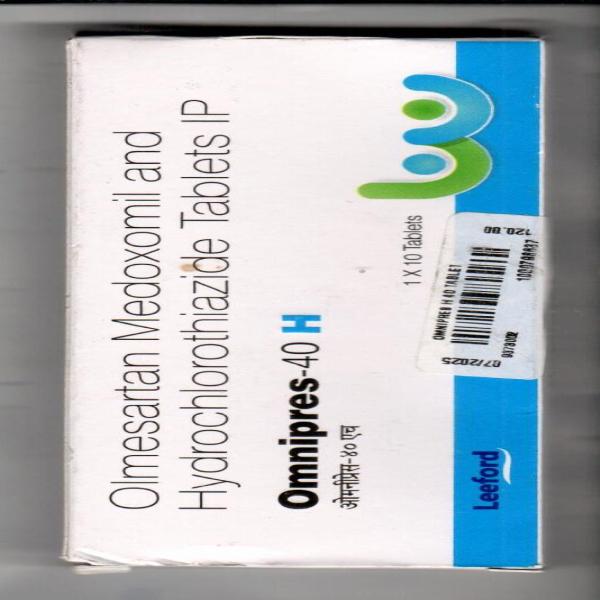 Olmesartan Medoxomil and
Hydrochlorothiazide Tablets IP
Omnipres-40 H
ओमनीप्रेस-४० एच
1 X 10 Tablets
Leeford
120.00
OMNIPRES H 40 TABLET
07/2025